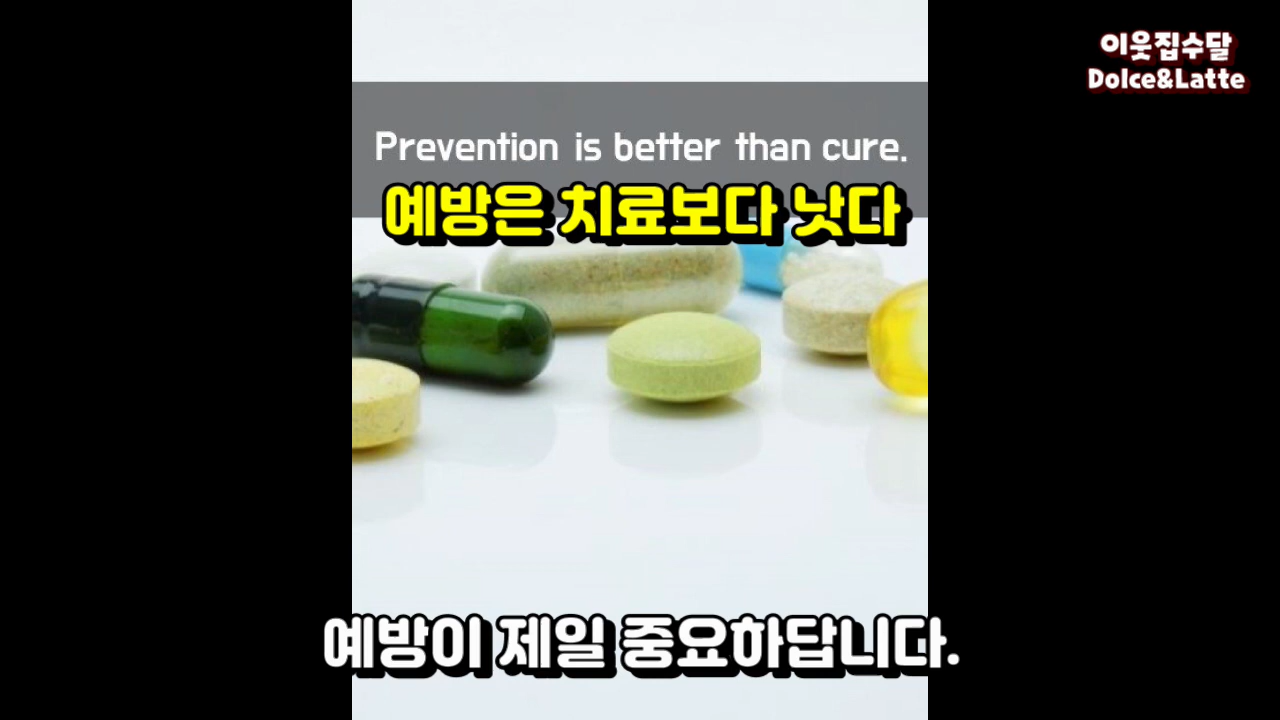 이웃집수달
Dolce&Latte
Prevention is better than cure.
예방은 치료보다 낫다
예방이 제일 중요하답니다.